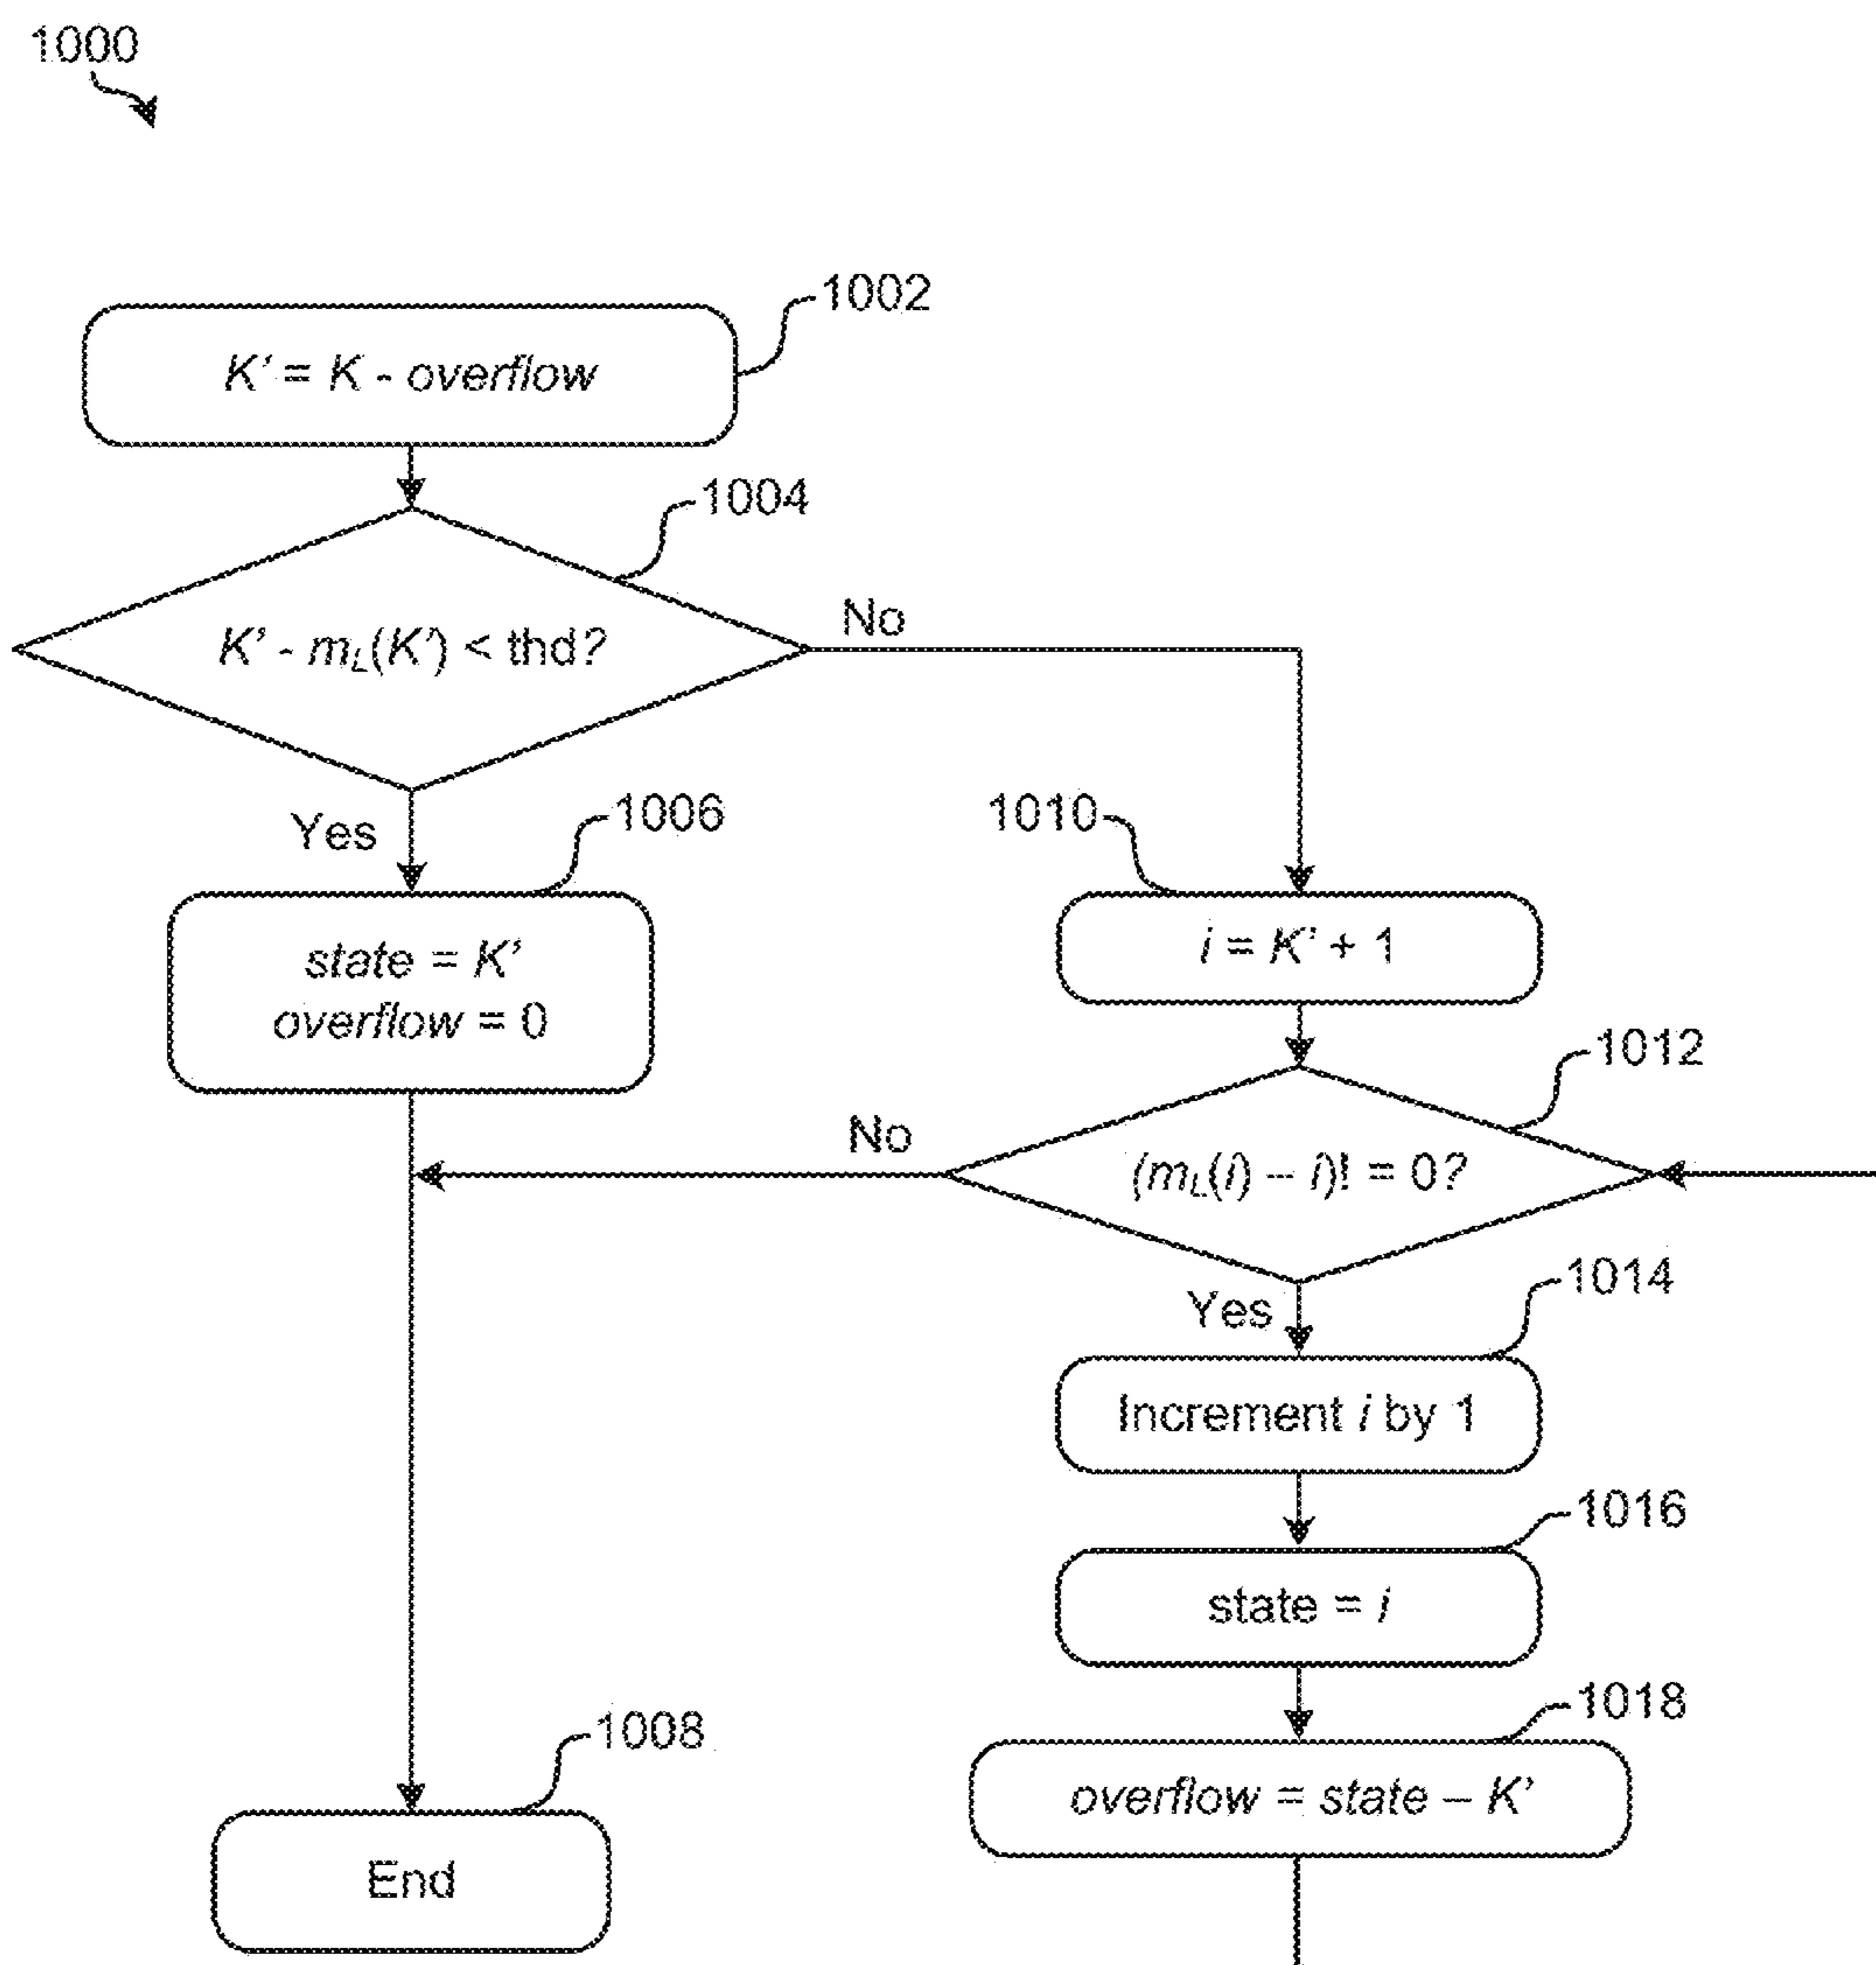 1000
1002
K' = K - overflow
1004
K' - mL(K') < thd?
No
Yes
1006
1010
state = K'
overflow = 0
i = K' + 1
1012
No
(mL(i) – i)! = 0?
Yes
1014
Increment i by 1
1016
state = i
1018
overflow = state – K'
1008
End